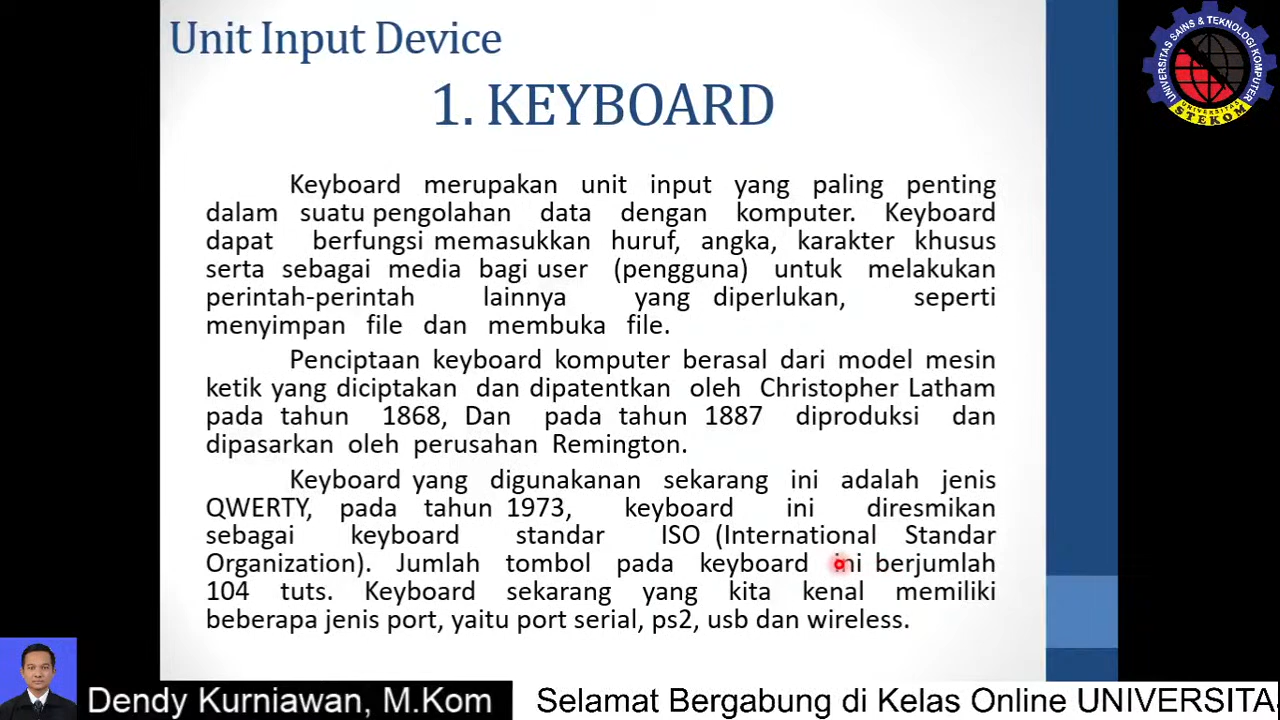 Unit Input Device
1. KEYBOARD
Keyboard merupakan unit input yang paling penting
dalam suatu pengolahan data dengan komputer. Keyboard
dapat berfungsi memasukkan huruf, angka, karakter khusus
serta sebagai media bagi user (pengguna) untuk melakukan
perintah-perintah lainnya yang diperlukan, seperti
menyimpan file dan membuka file.
Penciptaan keyboard komputer berasal dari model mesin
ketik yang diciptakan dan dipatentkan oleh Christopher Latham
pada tahun 1868, Dan pada tahun 1887 diproduksi dan
dipasarkan oleh perusahan Remington.
Keyboard yang digunakanan sekarang ini adalah jenis
QWERTY, pada tahun 1973, keyboard ini diresmikan
sebagai keyboard standar ISO (International Standar
Organization). Jumlah tombol pada keyboard ini berjumlah
104 tuts. Keyboard sekarang yang kita kenal memiliki
beberapa jenis port, yaitu port serial, ps2, usb dan wireless.
UNIVERSITAS SAINS & TEKNOLOGI KOMPUTER
UNIVERSITAS
STEKOM
Dendy Kurniawan, M.Kom
Selamat Bergabung di Kelas Online UNIVERSITA